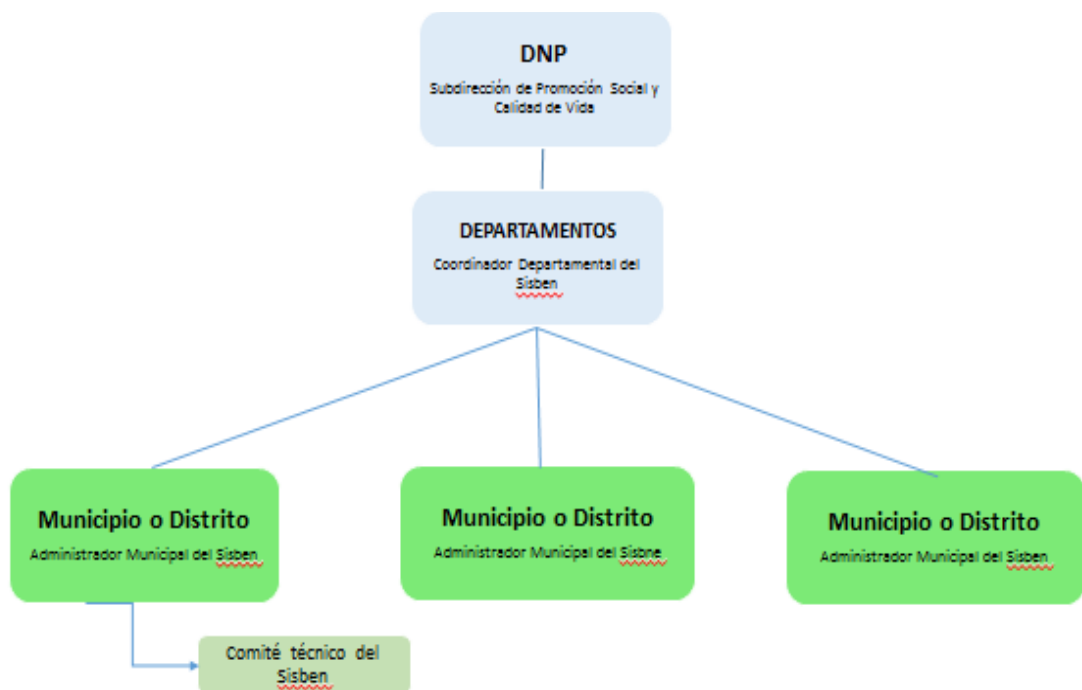 DNP
Subdirección de Promoción Social y
Calidad de Vida
DEPARTAMENTOS
Coordinador Departamental del
Sisben
Municipio o Distrito
Administrador Municipal del Sisben
Municipio o Distrito
Administrador Municipal del Sisbne
Municipio o Distrito
Administrador Municipal del Sisben
Comité técnico del
Sisben